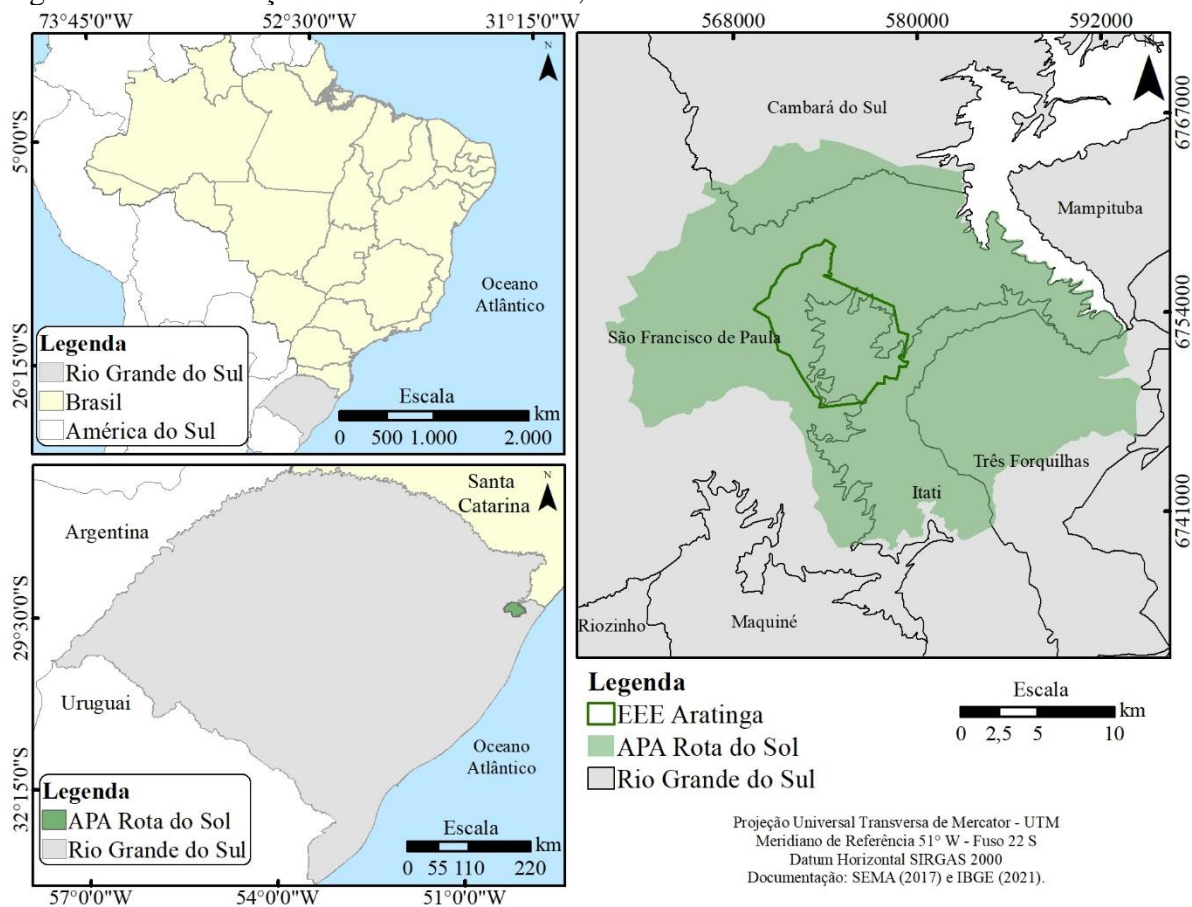 73°45'0"W
52°30'0"W
31°15'0"W
5°0'0"S
26°15'0"S
N
Oceano
Atlântico
Legenda
Rio Grande do Sul
Brasil
América do Sul
Escala
km
0 500 1.000 2.000
Santa
Catarina
N
Argentina
Uruguai
Oceano
Atlântico
29°30'0"S
32°15'0"S
Legenda
APA Rota do Sol
Rio Grande do Sul
Escala
km
0 55 110 220
57°0'0"W
54°0'0"W
51°0'0"W
568000
580000
592000
N
Cambará do Sul
Mampituba
São Francisco de Paula
Três Forquilhas
Itati
Maquiné
Riozinho
6767000
6754000
6741000
Legenda
EEE Aratinga
APA Rota do Sol
Rio Grande do Sul
Escala
km
0 2,5 5 10
Projeção Universal Transversa de Mercator - UTM
Meridiano de Referência 51° W - Fuso 22 S
Datum Horizontal SIRGAS 2000
Documentação: SEMA (2017) e IBGE (2021).